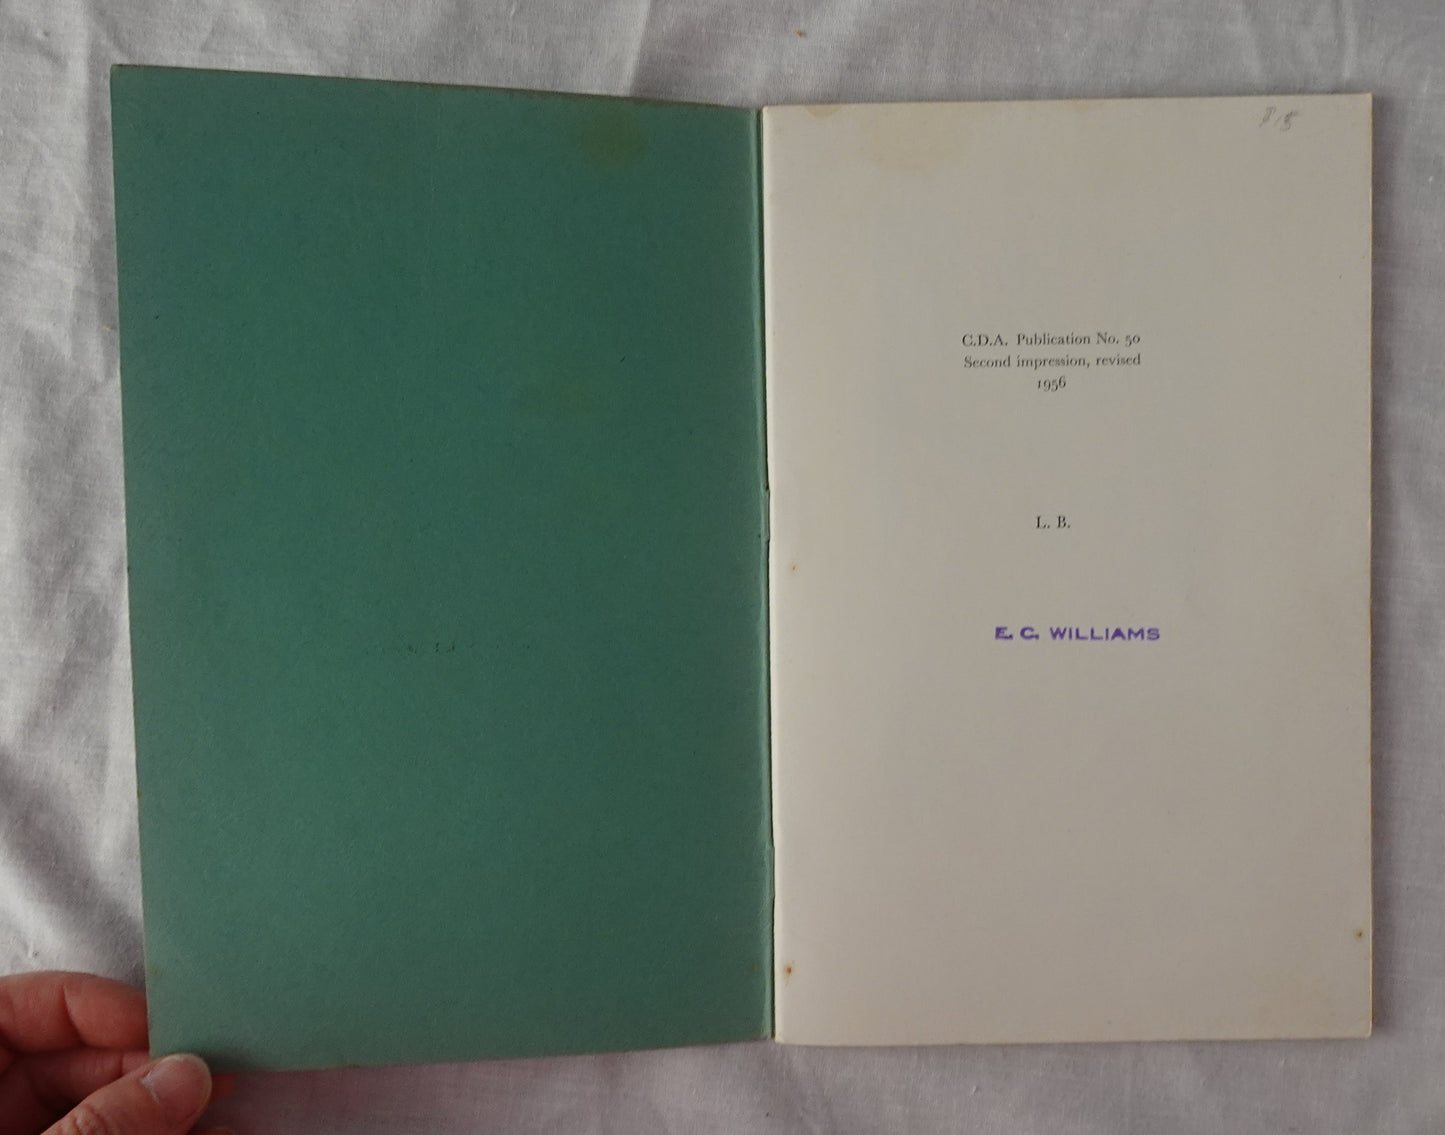 C.D.A. Publication No. 50
Second impression, revised
1956
L. B.
E. C. WILLIAMS